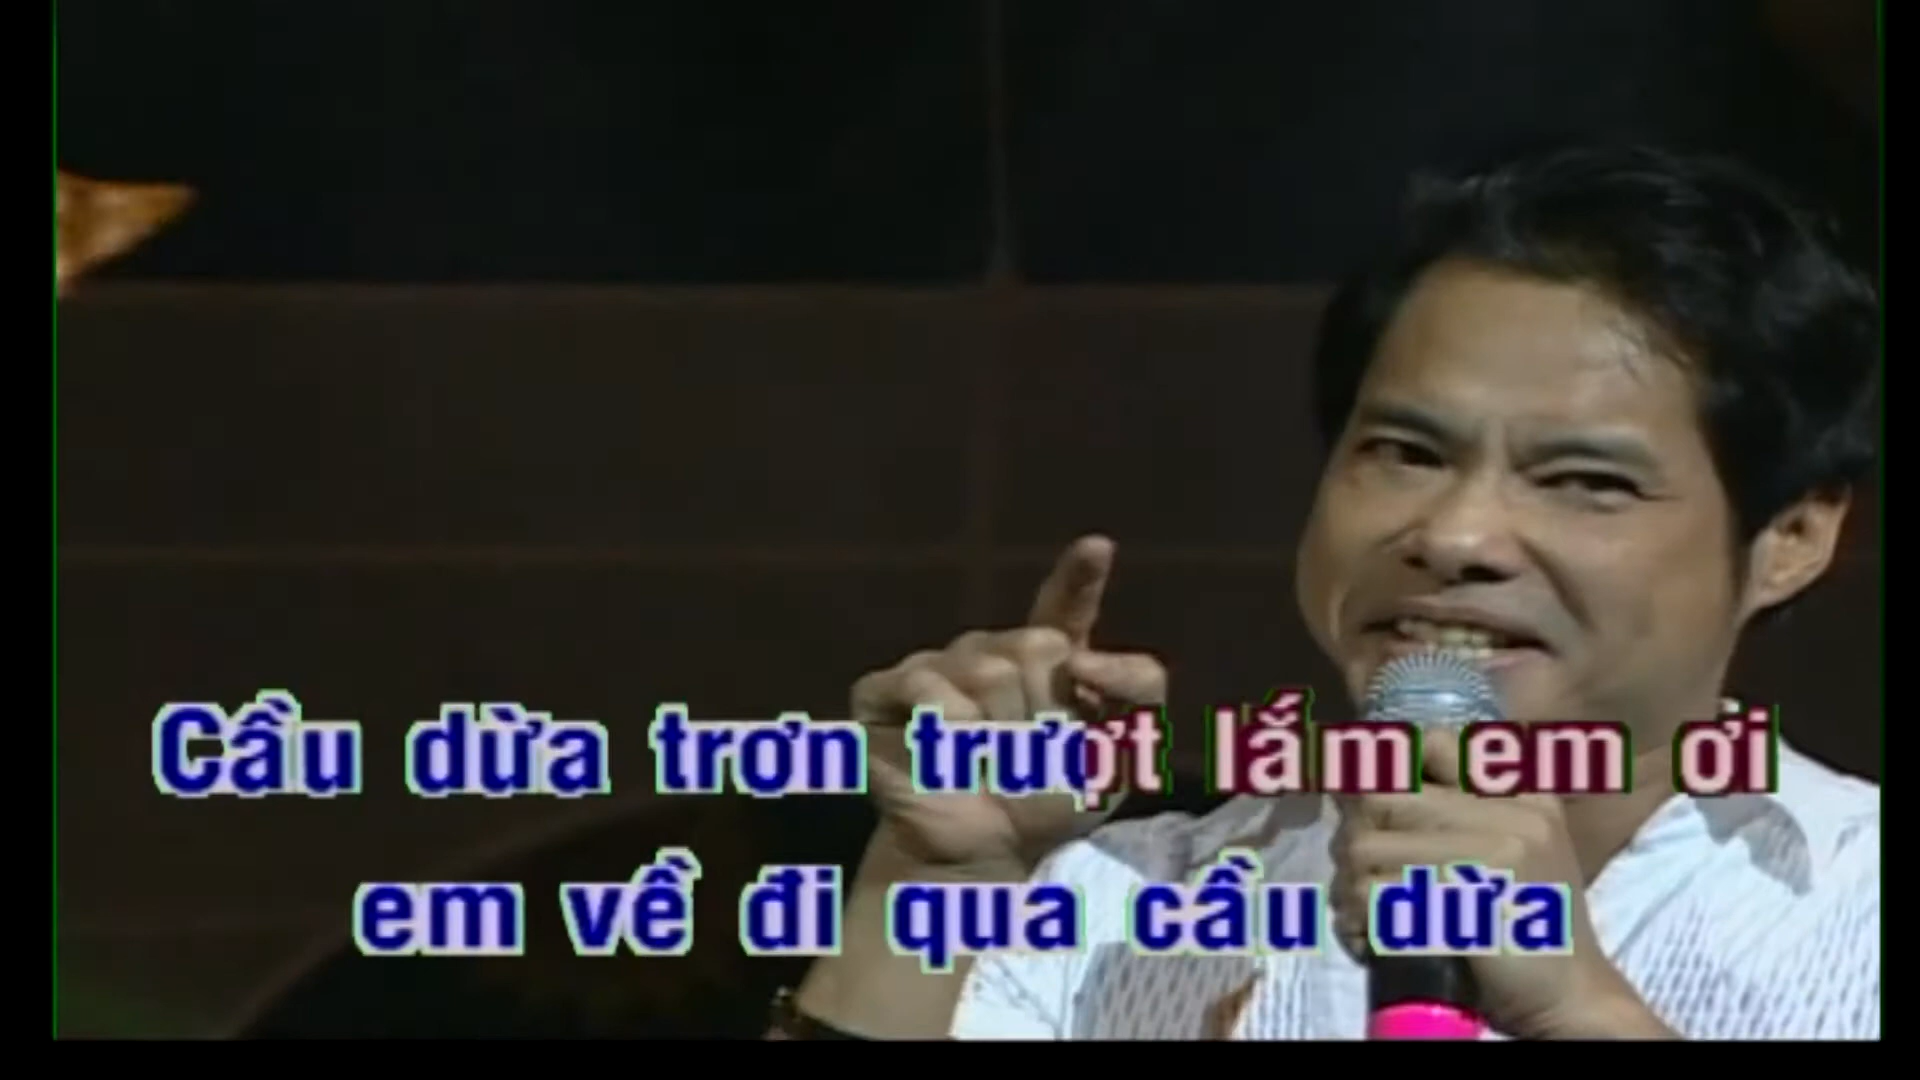 Cầu dừa trơn trượt lắm em ơi
em về đi qua cầu dừa